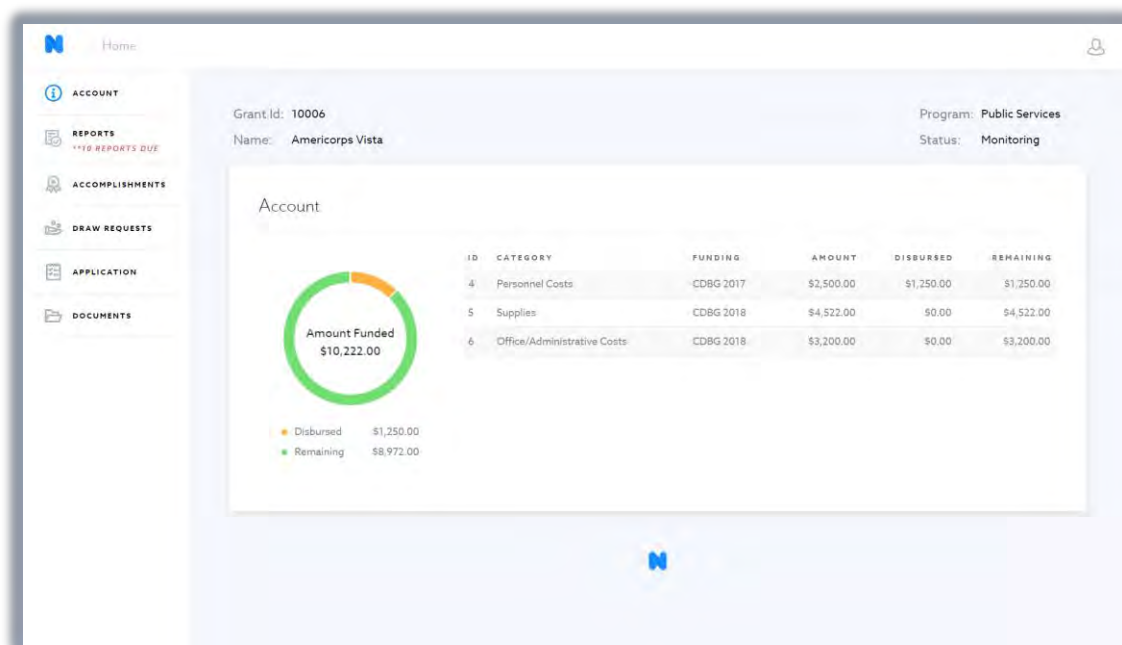 N Home
ACCOUNT
REPORTS
**10 REPORTS DUE
ACCOMPLISHMENTS
DRAW REQUESTS
APPLICATION
DOCUMENTS
Grant Id: 10006 Program: Public Services
Name: Americorps Vista Status: Monitoring
Account
ID CATEGORY FUNDING AMOUNT DISBURSED REMAINING
4 Personnel Costs CDBG 2017 $2,500.00 $1,250.00 $1,250.00
5 Supplies CDBG 2018 $4,522.00 $0.00 $4,522.00
6 Office/Administrative Costs CDBG 2018 $3,200.00 $0.00 $3,200.00
Amount Funded
$10,222.00
Disbursed $1,250.00
Remaining $8,972.00
N